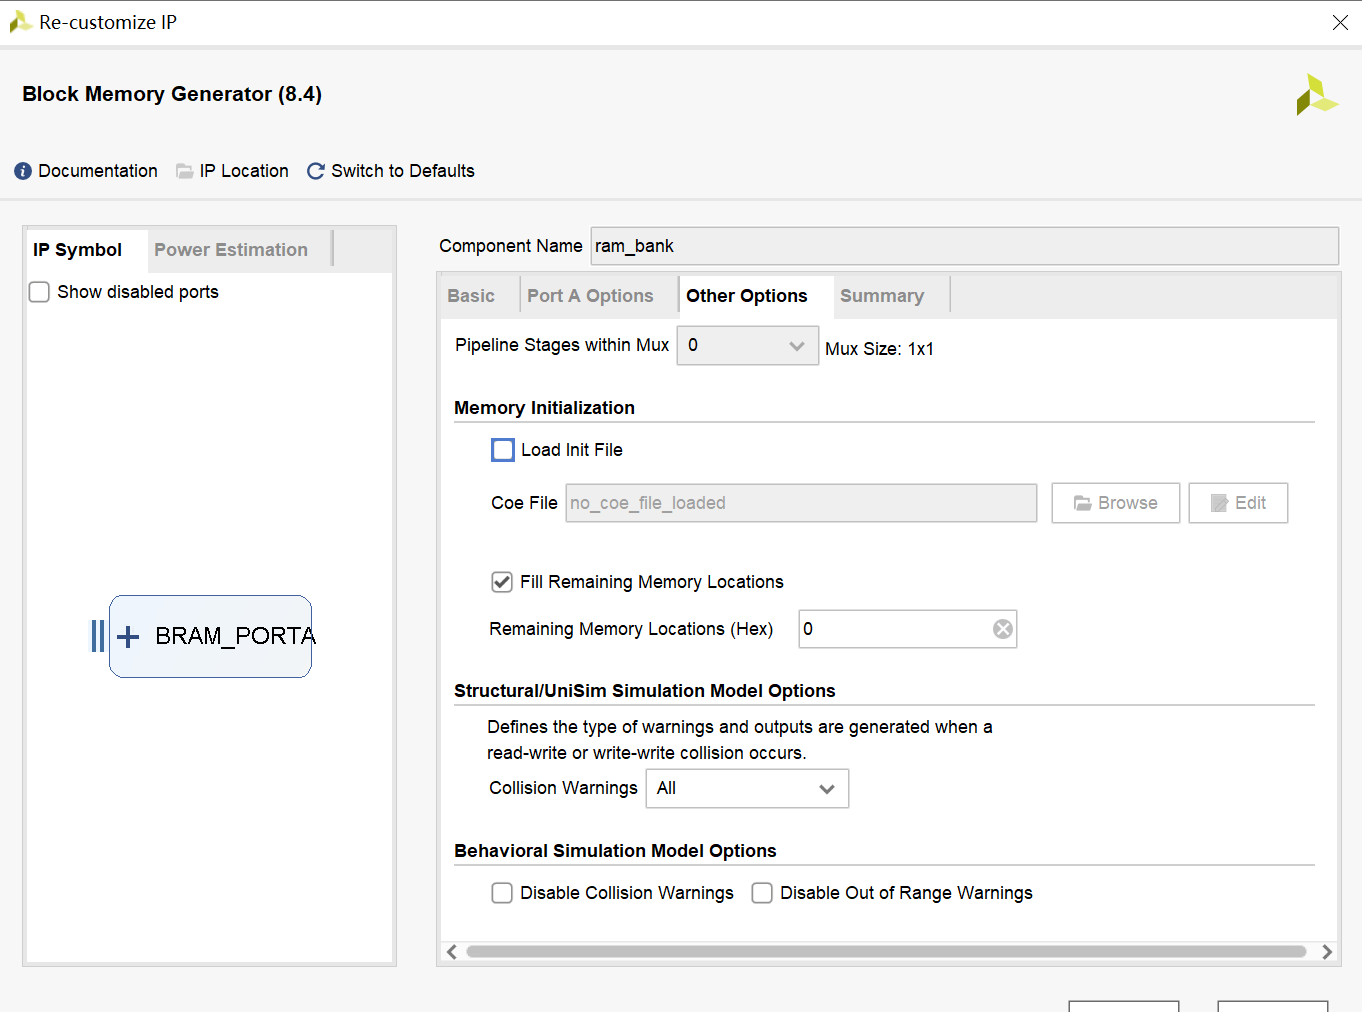 Re-customize IP
Block Memory Generator (8.4)
Documentation IP Location Switch to Defaults
IP Symbol Power Estimation
Show disabled ports
BRAM_PORTA
Component Name ram_bank
Basic Port A Options Other Options Summary
Pipeline Stages within Mux 0 Mux Size: 1x1
Memory Initialization
Load Init File
Coe File no_coe_file_loaded Browse Edit
Fill Remaining Memory Locations
Remaining Memory Locations (Hex) 0
Structural/UniSim Simulation Model Options
Defines the type of warnings and outputs are generated when a
read-write or write-write collision occurs.
Collision Warnings All
Behavioral Simulation Model Options
Disable Collision Warnings Disable Out of Range Warnings